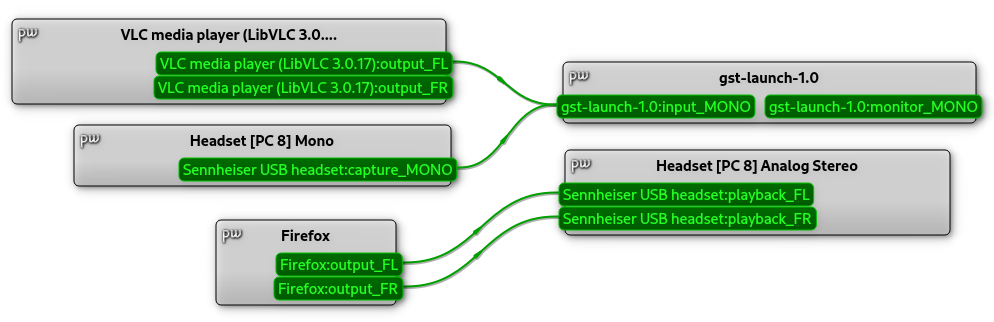 pw
VLC media player (LibVLC 3.0....
VLC media player (LibVLC 3.0.17):output_FL
VLC media player (LibVLC 3.0.17):output_FR
pw
gst-launch-1.0
gst-launch-1.0:input_MONO
gst-launch-1.0:monitor_MONO
pw
Headset [PC 8] Mono
Sennheiser USB headset:capture_MONO
pw
Headset [PC 8] Analog Stereo
Sennheiser USB headset:playback_FL
Sennheiser USB headset:playback_FR
pw
Firefox
Firefox:output_FL
Firefox:output_FR